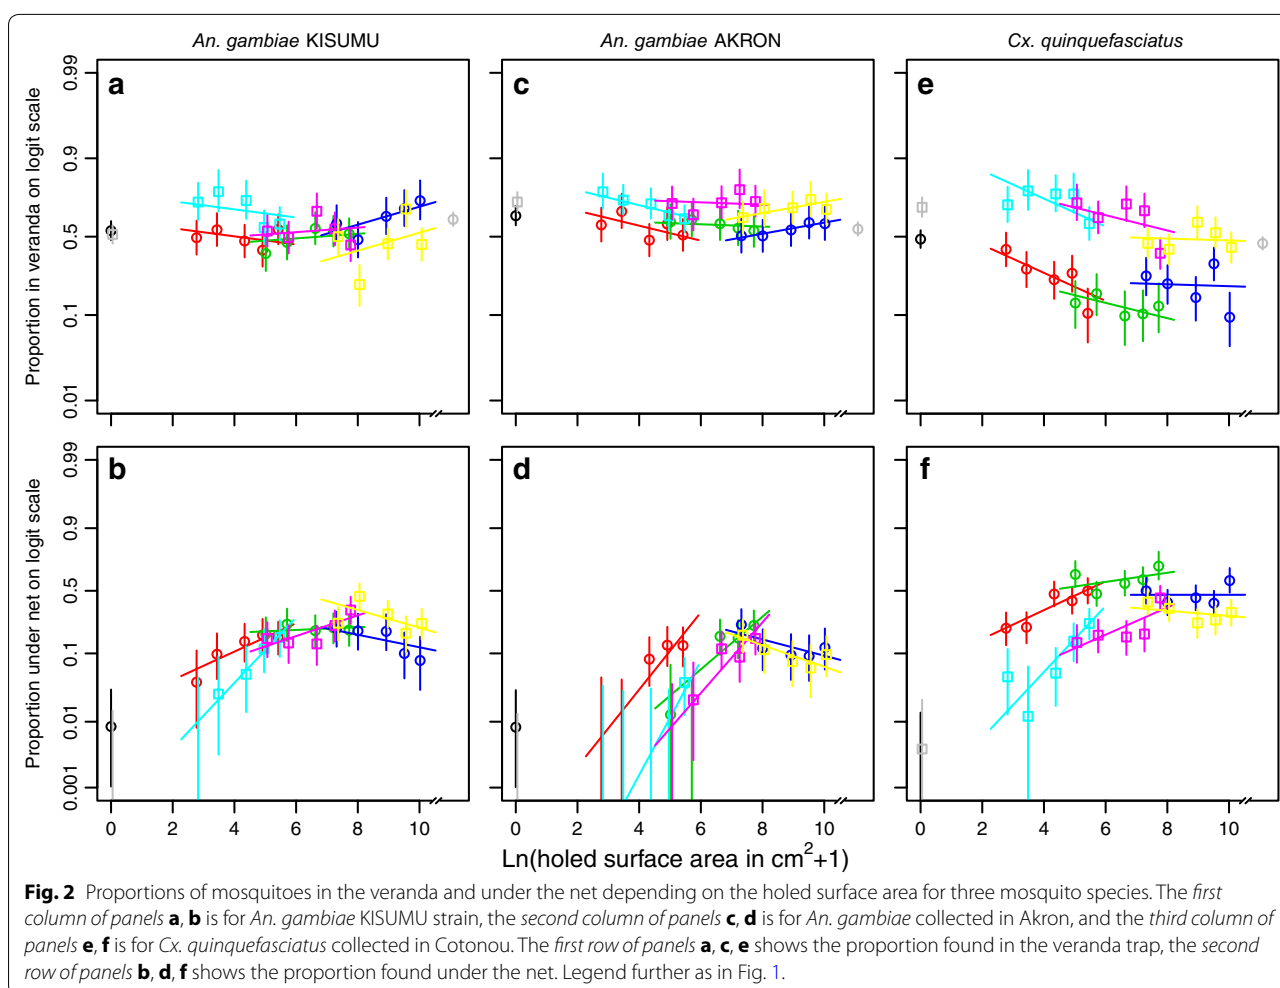 An. gambiae KISUMU
An. gambiae AKRON
Cx. quinquefasciatus
Proportion in veranda on logit scale
0.99
0.9
0.5
0.1
0.01
a
c
e
Proportion under net on logit scale
0.99
0.9
0.5
0.1
0.01
0.001
b
d
f
0 2 4 6 8 10
0 2 4 6 8 10
0 2 4 6 8 10
Ln(holed surface area in cm²+1)
Fig. 2 Proportions of mosquitoes in the veranda and under the net depending on the holed surface area for three mosquito species. The first
column of panels a, b is for An. gambiae KISUMU strain, the second column of panels c, d is for An. gambiae collected in Akron, and the third column of
panels e, f is for Cx. quinquefasciatus collected in Cotonou. The first row of panels a, c, e shows the proportion found in the veranda trap, the second
row of panels b, d, f shows the proportion found under the net. Legend further as in Fig. 1.